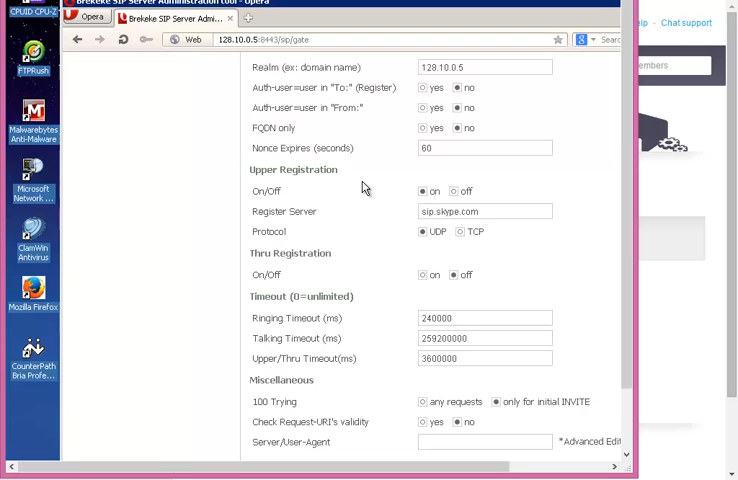 Brekeke SIP Server Administration tool - Opera
CPUID CPU-Z
Opera
Brekeke SIP Server Admi...
elp
Chat support
Web
128.10.0.5:8443/sip/gate
Searc
embers
FTPRush
Malwarebytes
Anti-Malware
Microsoft
Network ...
ClamWin
Antivirus
Mozilla Firefox
CounterPath
Bria Profe...
Realm (ex: domain name) 128.10.0.5
Auth-user=user in "To:" (Register) yes no
Auth-user=user in "From:" yes no
FQDN only yes no
Nonce Expires (seconds) 60
Upper Registration
On/Off on off
Register Server sip.skype.com
Protocol UDP TCP
Thru Registration
On/Off on off
Timeout (0=unlimited)
Ringing Timeout (ms) 240000
Talking Timeout (ms) 259200000
Upper/Thru Timeout(ms) 3600000
Miscellaneous
100 Trying any requests only for initial INVITE
Check Request-URI's validity yes no
Server/User-Agent *Advanced Edit